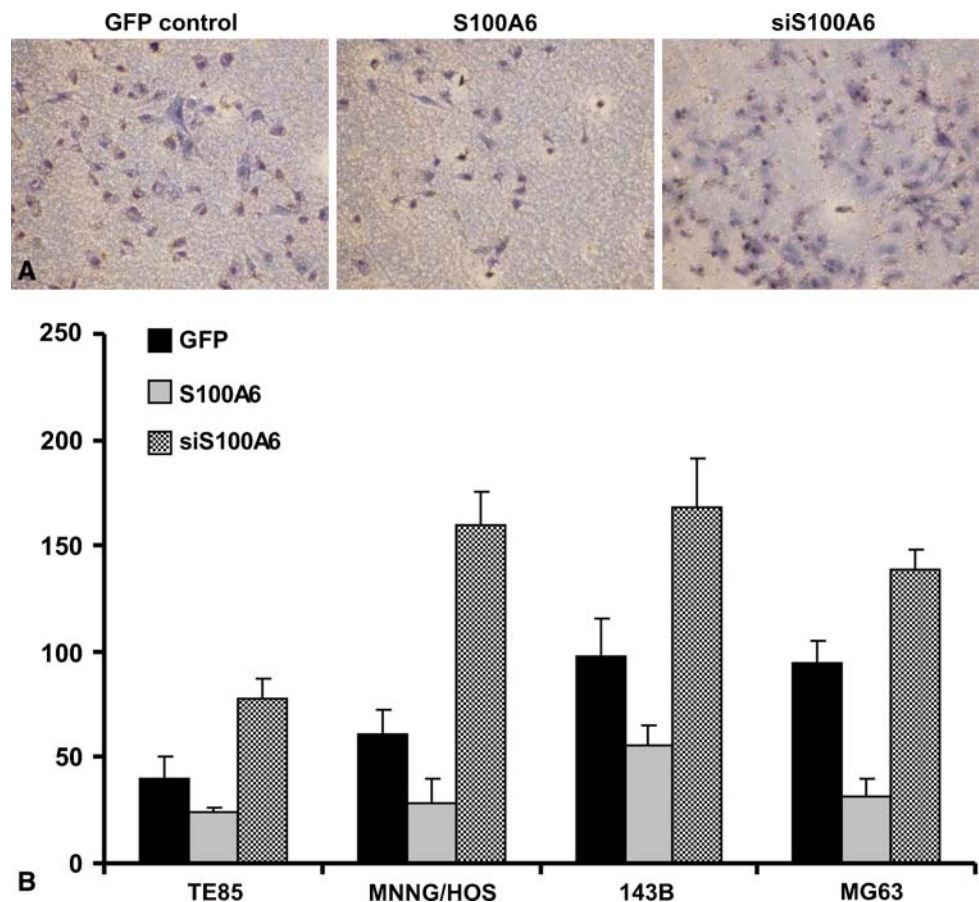 GFP control S100A6 siS100A6
A
250
200
150
100
50
0
GFP
S100A6
siS100A6
B
TE85 MNNG/HOS 143B MG63